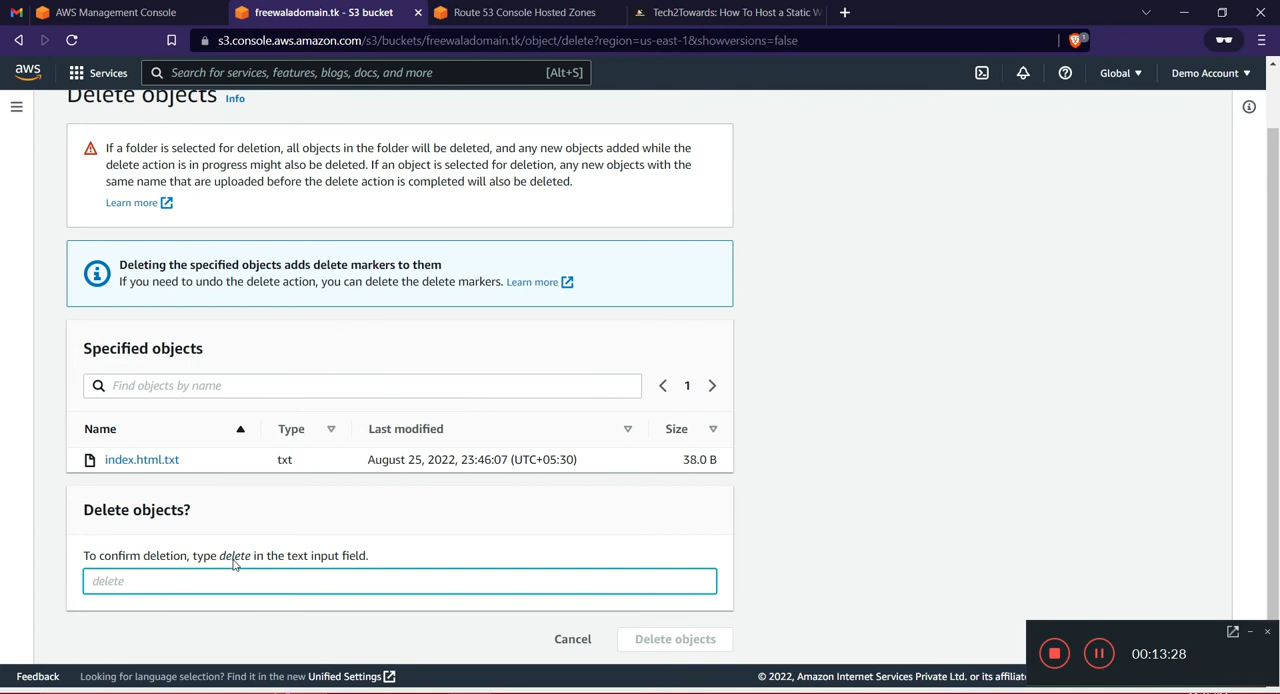 AWS Management Console
freewaladomain.tk - S3 bucket
Route 53 Console Hosted Zones
Tech2Towards: How To Host a Static W
s3.console.aws.amazon.com/s3/buckets/freewaladomain.tk/object/delete?region=us-east-1&showversions=false
1
aws
Services
Search for services, features, blogs, docs, and more
[Alt+S]
Global
Demo Account
Delete objects Info
If a folder is selected for deletion, all objects in the folder will be deleted, and any new objects added while the
delete action is in progress might also be deleted. If an object is selected for deletion, any new objects with the
same name that are uploaded before the delete action is completed will also be deleted.
Learn more
Deleting the specified objects adds delete markers to them
If you need to undo the delete action, you can delete the delete markers. Learn more
Specified objects
Find objects by name
1
Name Type Last modified Size
index.html.txt txt August 25, 2022, 23:46:07 (UTC+05:30) 38.0 B
Delete objects?
To confirm deletion, type delete in the text input field.
delete
Cancel
Delete objects
00:13:28
Feedback
Looking for language selection? Find it in the new Unified Settings
© 2022, Amazon Internet Services Private Ltd. or its affiliate